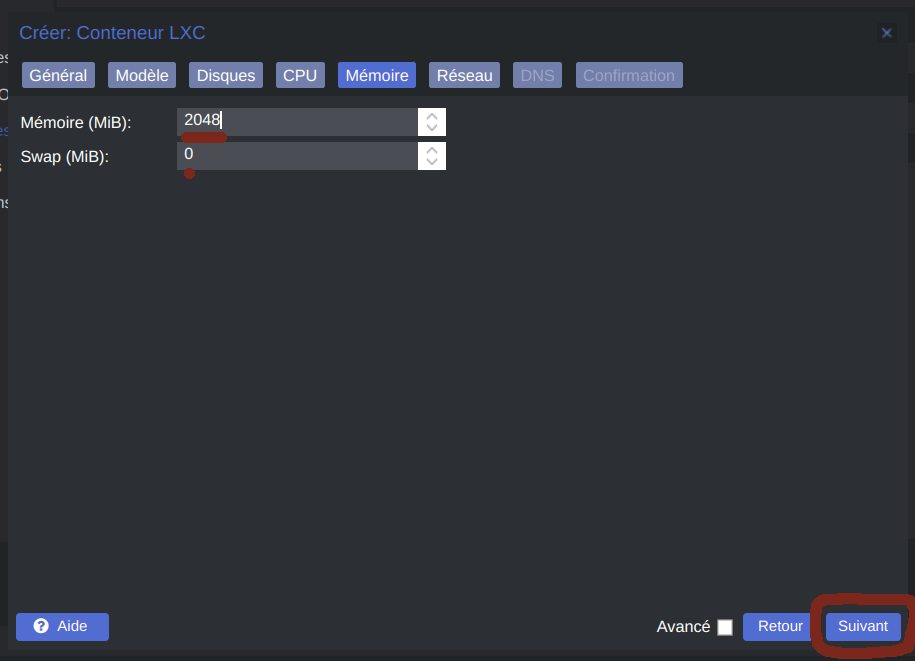 Créer: Conteneur LXC
Général Modèle Disques CPU Mémoire Réseau DNS Confirmation
Mémoire (MiB): 2048
Swap (MiB): 0
? Aide Avancé Retour Suivant